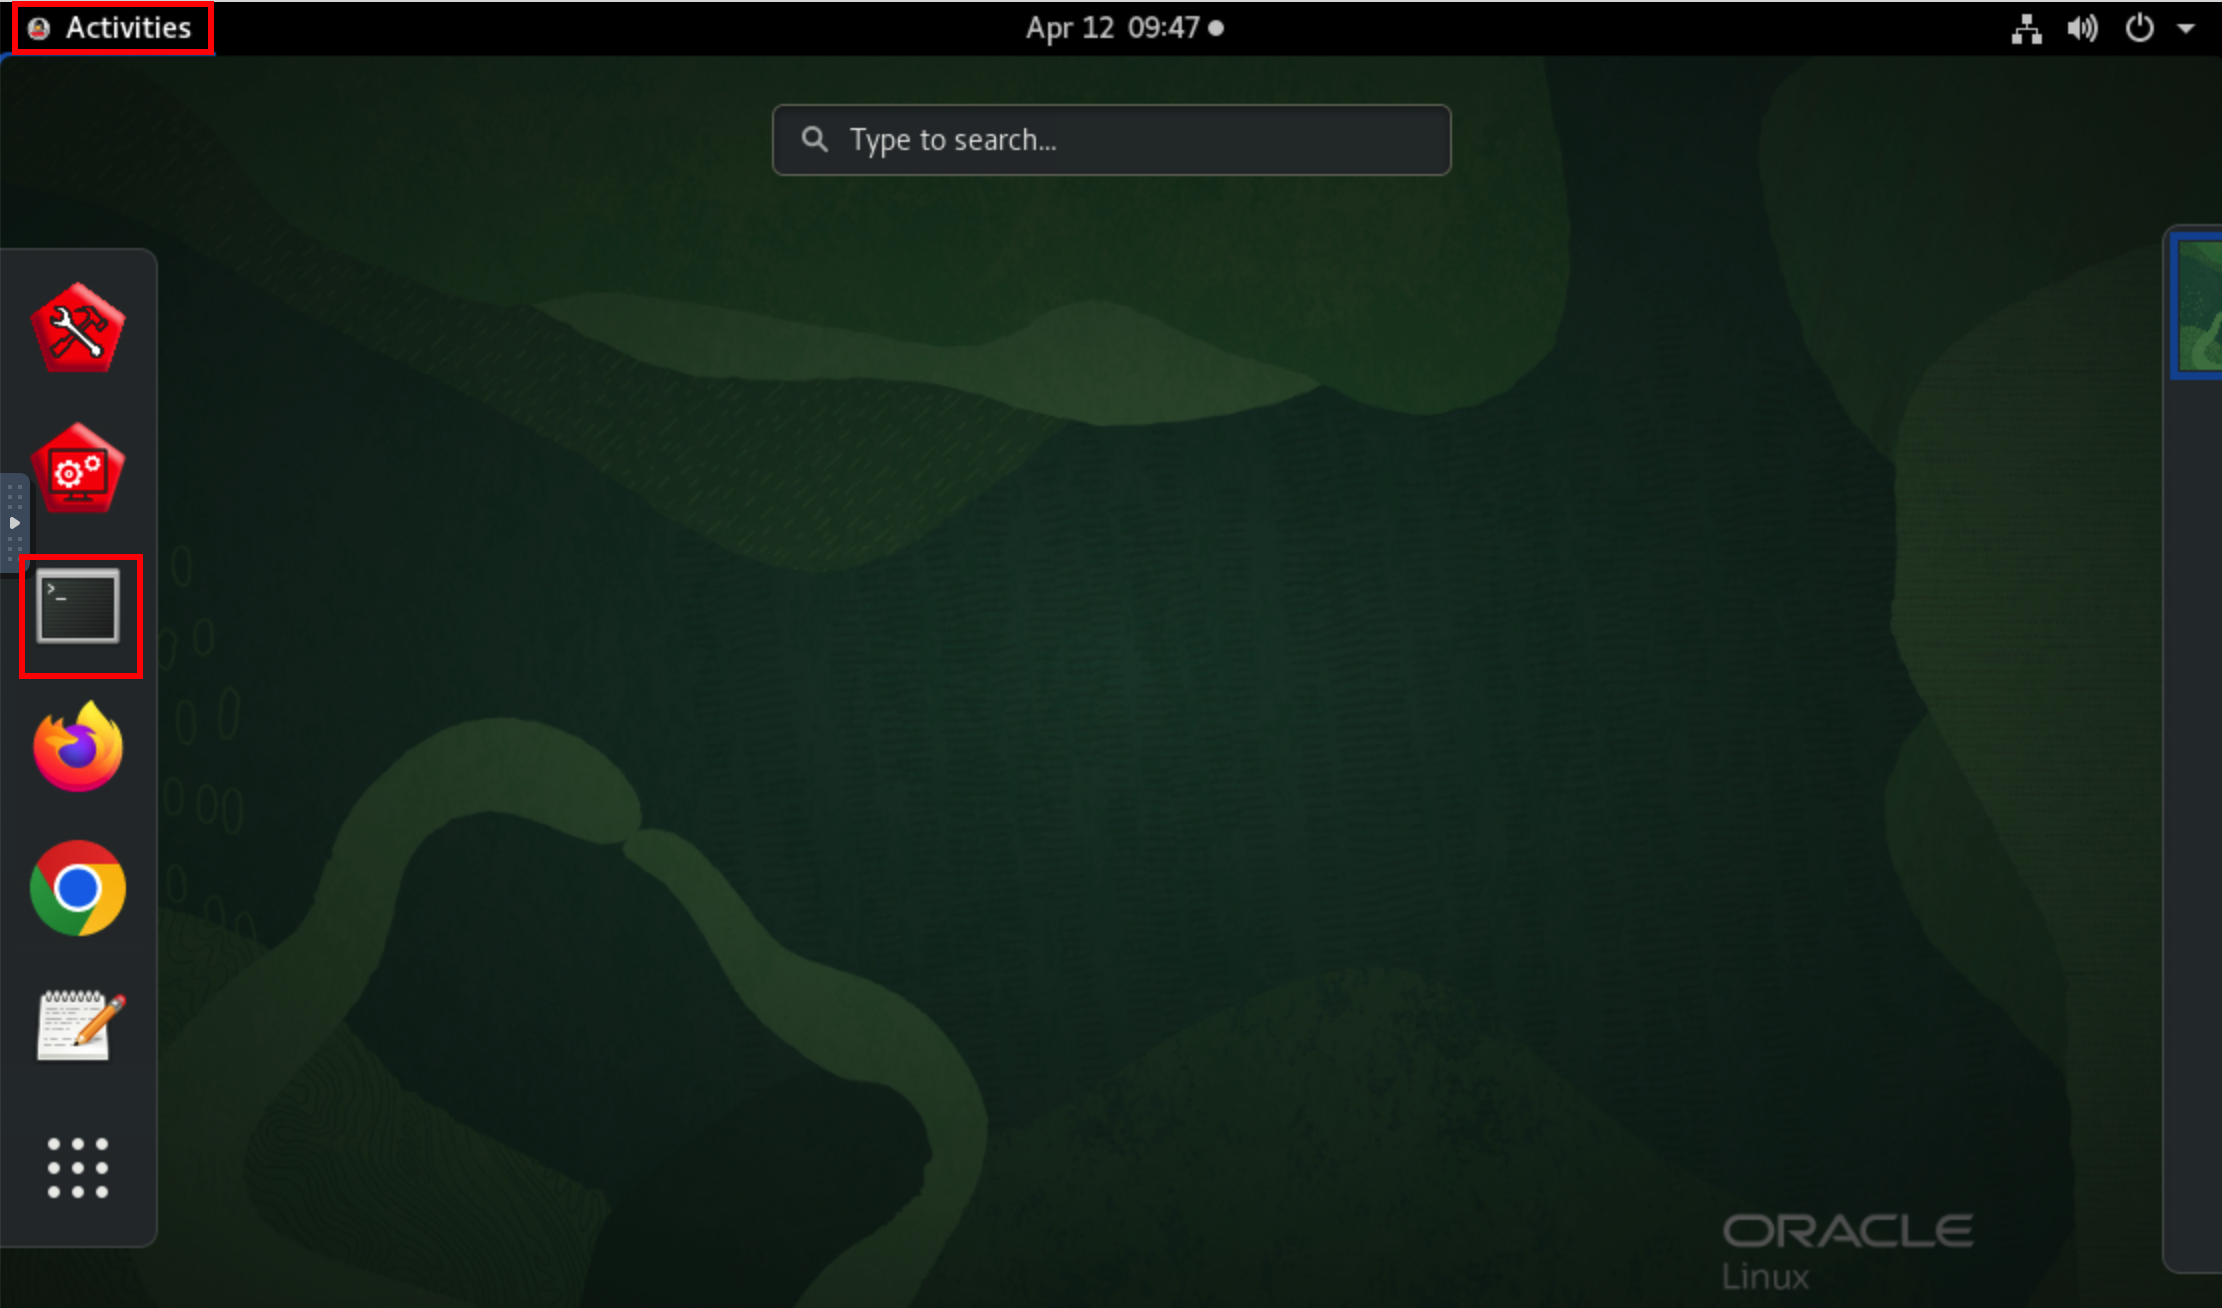 Activities
Apr 12 09:47
Type to search...
>_
ORACLE
Linux